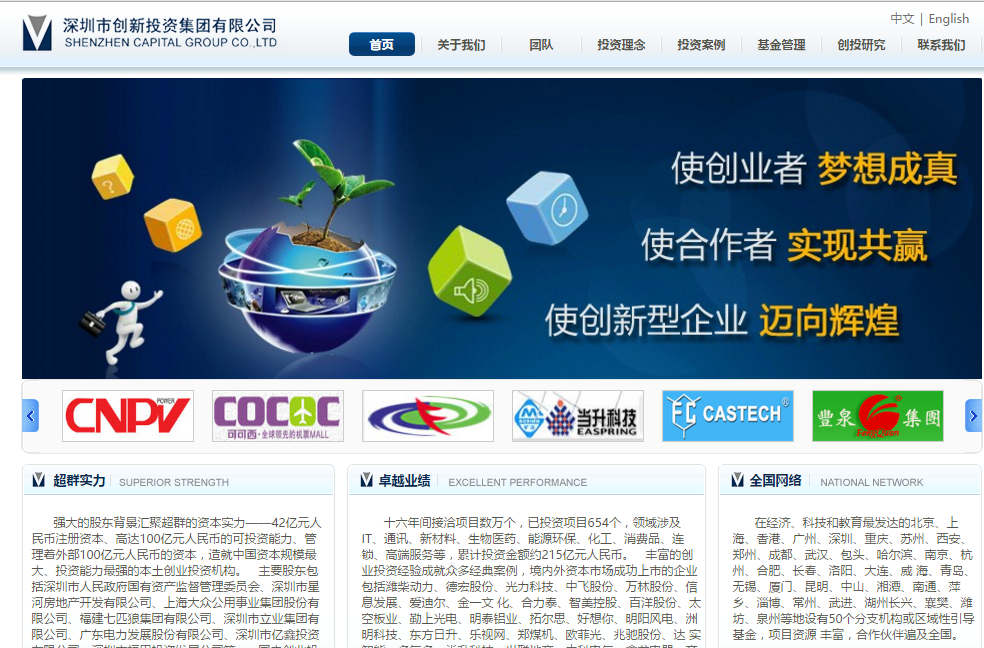 中文 | English
深圳市创新投资集团有限公司
SHENZHEN CAPITAL GROUP CO.,LTD
首页 关于我们 团队 投资理念 投资案例 基金管理 创投研究 联系我们
使创业者 梦想成真
使合作者 实现共赢
使创新型企业 迈向辉煌
CNPV POWER
COCOC
可可西·全球领先的机票MALL
当升科技
EASPRING
FG CASTECH®
豐泉 集團
FengQuan
超群实力 SUPERIOR STRENGTH
强大的股东背景汇聚超群的资本实力——42亿元人
民币注册资本、高达100亿元人民币的可投资能力、管
理着外部100亿元人民币的资本，造就中国资本规模最
大、投资能力最强的本土创业投资机构。 主要股东包
括深圳市人民政府国有资产监督管理委员会、深圳市星
河房地产开发有限公司、上海大众公用事业集团股份有
限公司、福建七匹狼集团有限公司、深圳市立业集团有
限公司、广东电力发展股份有限公司、深圳市亿鑫投资
卓越业绩 EXCELLENT PERFORMANCE
十六年间接洽项目数万个，已投资项目654个，领域涉及
IT、通讯、新材料、生物医药、能源环保、化工、消费品、连
锁、高端服务等，累计投资金额约215亿元人民币。 丰富的创
业投资经验成就众多经典案例，境内外资本市场成功上市的企业
包括潍柴动力、德宏股份、光力科技、中飞股份、万林股份、信
息发展、爱迪尔、金一文 化、合力泰、智美控股、百洋股份、太
空板业、勤上光电、明泰铝业、拓尔思、好想你、明阳风电、洲
明科技、东方日升、乐视网、郑煤机、欧菲光、兆驰股份、达 实
全国网络 NATIONAL NETWORK
在经济、科技和教育最发达的北京、上
海、香港、广州、深圳、重庆、苏州、西安、
郑州、成都、武汉、包头、哈尔滨、南京、杭
州、合肥、长春、洛阳、大连、威 海、青岛、
无锡、厦门、昆明、中山、湘潭、南通、萍
乡、淄博、常州、武进、湖州长兴、襄樊、潍
坊、泉州等地设有50个分支机构或区域性引导
基金，项目资源 丰富，合作伙伴遍及全国。